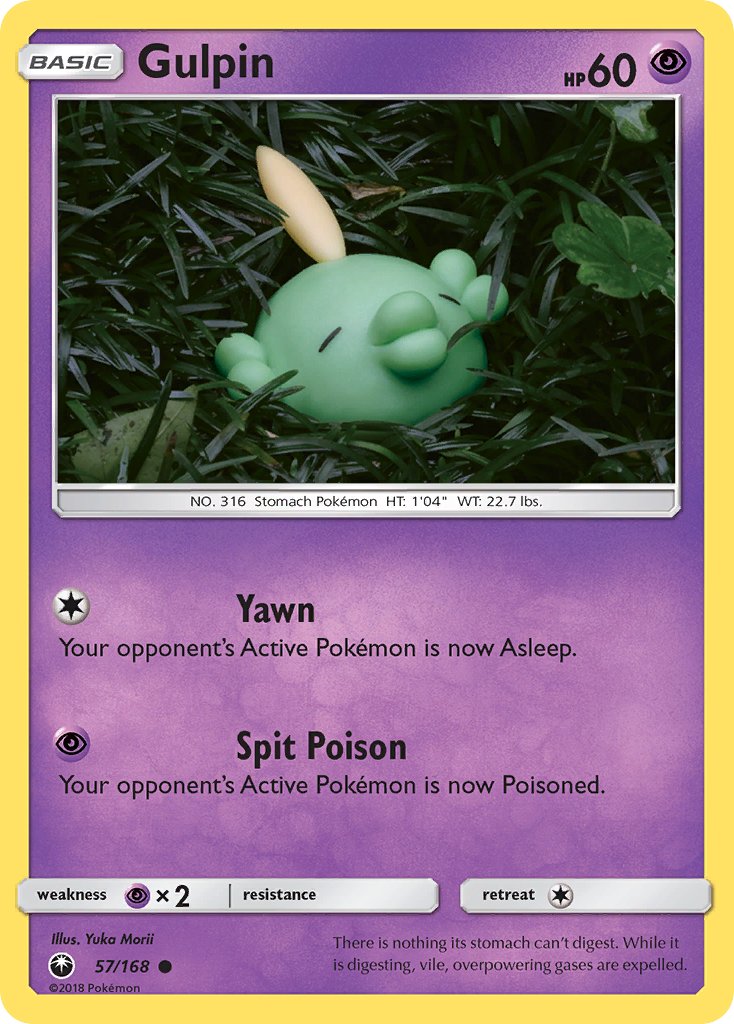 BASIC Gulpin HP60
NO. 316 Stomach Pokémon HT: 1'04" WT: 22.7 lbs.
Yawn
Your opponent's Active Pokémon is now Asleep.
Spit Poison
Your opponent's Active Pokémon is now Poisoned.
weakness ×2 resistance retreat
Illus. Yuka Morii
57/168
©2018 Pokémon
There is nothing its stomach can't digest. While it
is digesting, vile, overpowering gases are expelled.